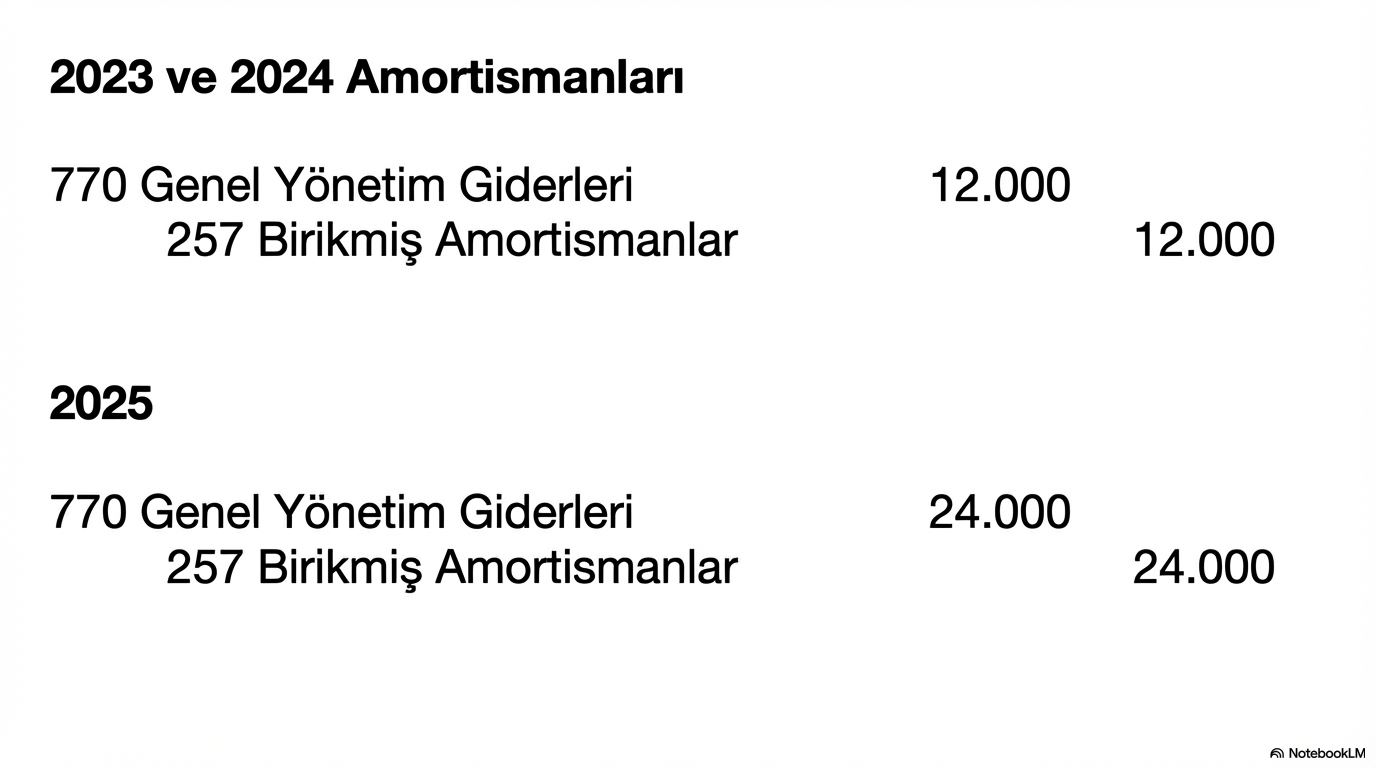 2023 ve 2024 Amortismanları
770 Genel Yönetim Giderleri 12.000
257 Birikmiş Amortismanlar 12.000
2025
770 Genel Yönetim Giderleri 24.000
257 Birikmiş Amortismanlar 24.000
NotebookLM